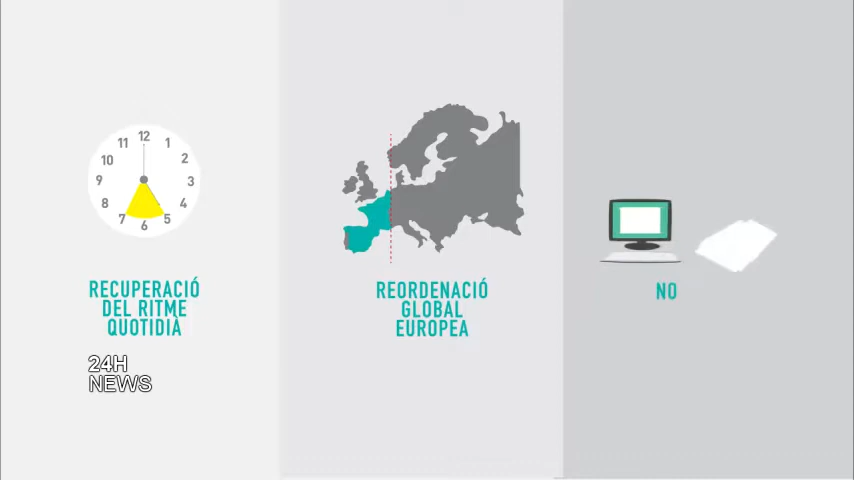 12
11
1
10
2
9
3
8
4
7
5
6
RECUPERACIÓ
DEL RITME
QUOTIDIÀ
24H
NEWS
REORDENACIÓ
GLOBAL
EUROPEA
NO